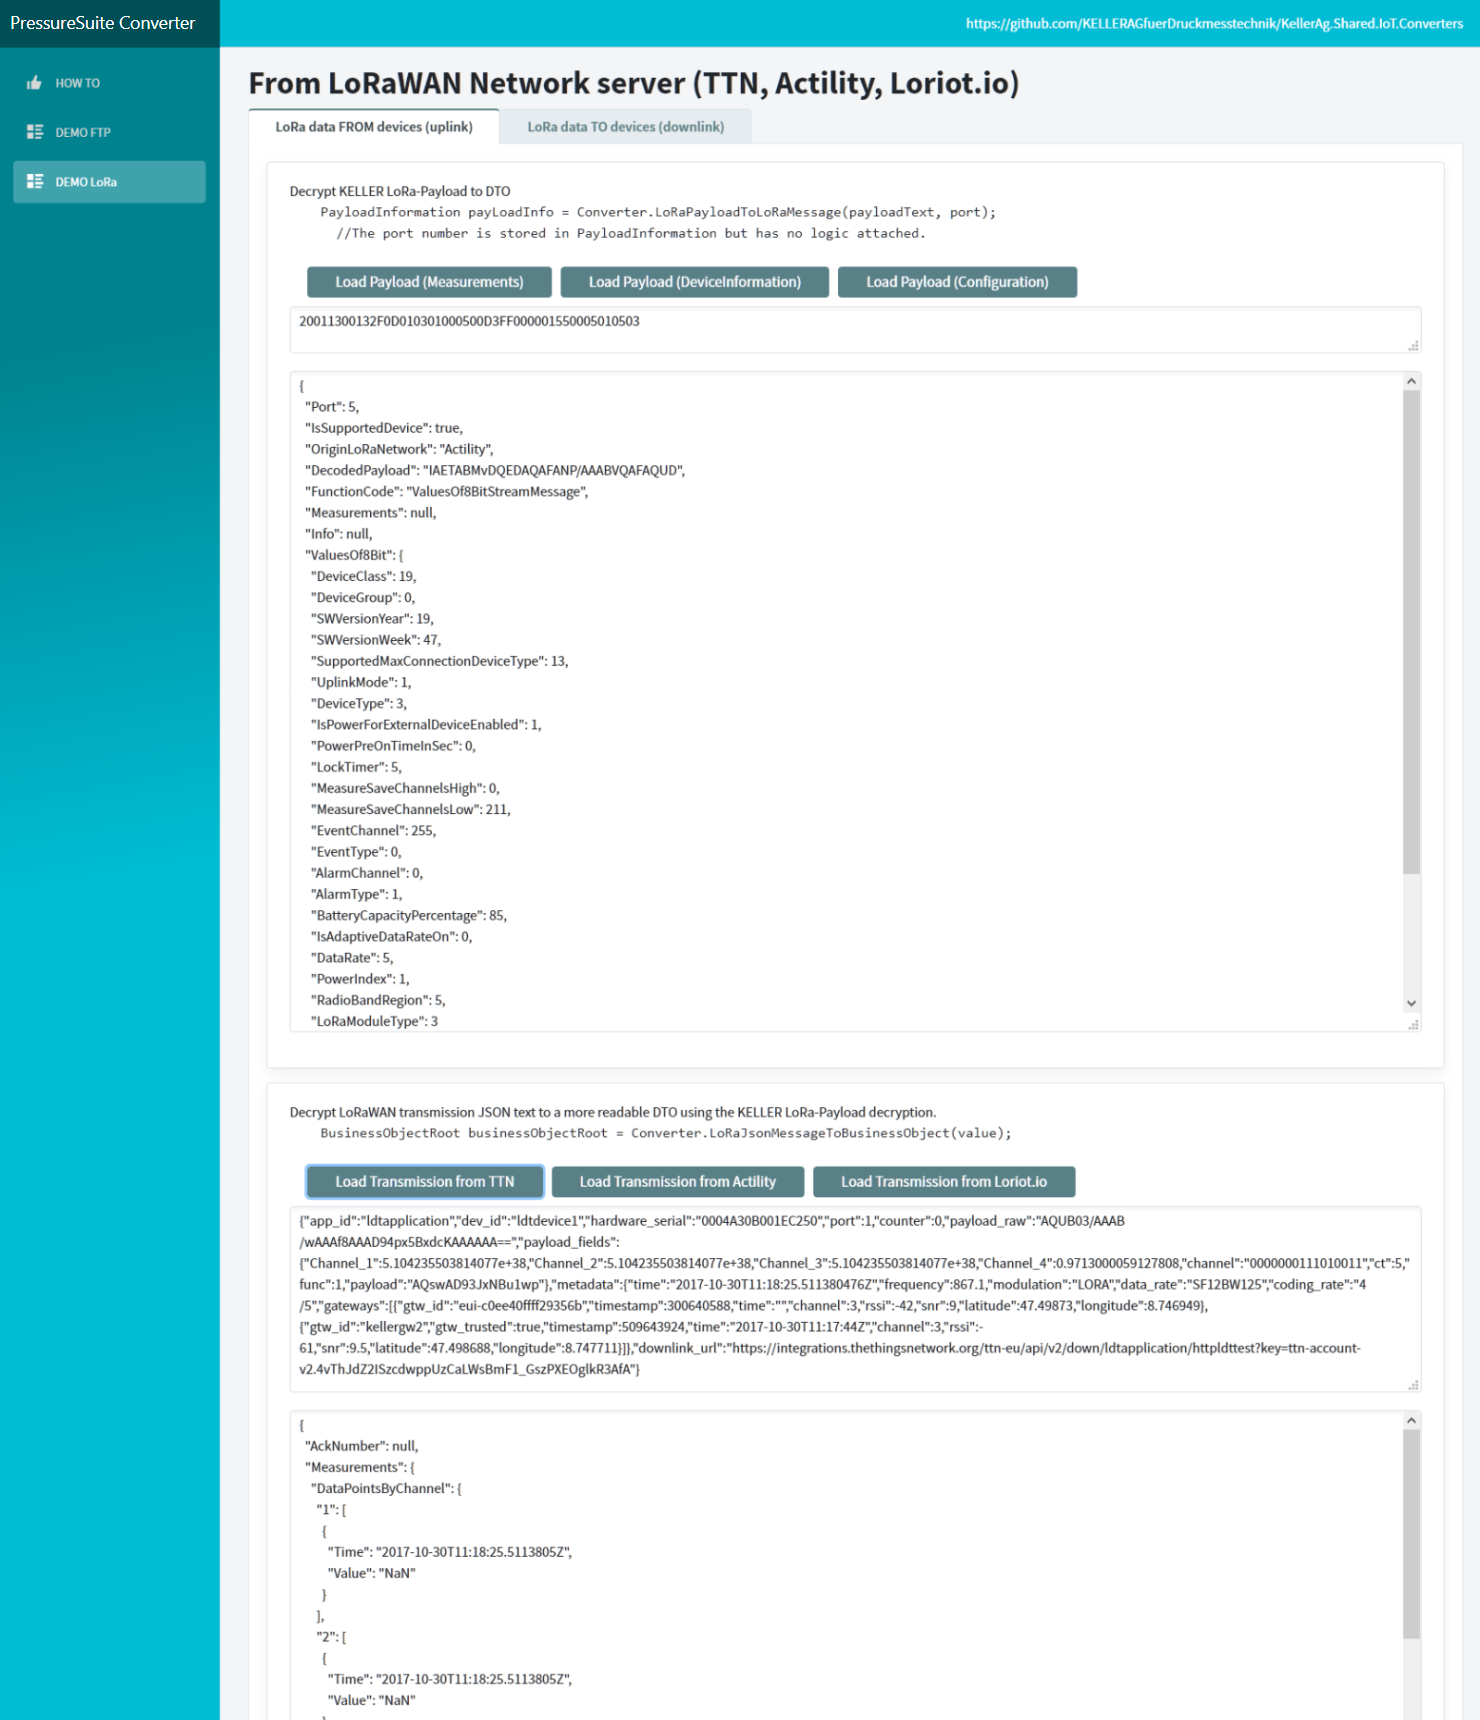 PressureSuite Converter
https://github.com/KELLERAGfuerDruckmesstechnik/KellerAg.Shared.IoT.Converters
HOW TO
DEMO FTP
DEMO LoRa
From LoRaWAN Network server (TTN, Actility, Loriot.io)
LoRa data FROM devices (uplink)
LoRa data TO devices (downlink)
Decrypt KELLER LoRa-Payload to DTO
PayloadInformation payLoadInfo = Converter.LoRaPayloadToLoRaMessage(payloadText, port);
//The port number is stored in PayloadInformation but has no logic attached.
Load Payload (Measurements)
Load Payload (DeviceInformation)
Load Payload (Configuration)
20011300132F0D010301000500D3FF000001550005010503
{
"Port": 5,
"IsSupportedDevice": true,
"OriginLoRaNetwork": "Actility",
"DecodedPayload": "IAETABMvDQEDAQAFANP/AAABVQAFAQUD",
"FunctionCode": "ValuesOf8BitStreamMessage",
"Measurements": null,
"Info": null,
"ValuesOf8Bit": {
"DeviceClass": 19,
"DeviceGroup": 0,
"SWVersionYear": 19,
"SWVersionWeek": 47,
"SupportedMaxConnectionDeviceType": 13,
"UplinkMode": 1,
"DeviceType": 3,
"IsPowerForExternalDeviceEnabled": 1,
"PowerPreOnTimeInSec": 0,
"LockTimer": 5,
"MeasureSaveChannelsHigh": 0,
"MeasureSaveChannelsLow": 211,
"EventChannel": 255,
"EventType": 0,
"AlarmChannel": 0,
"AlarmType": 1,
"BatteryCapacityPercentage": 85,
"IsAdaptiveDataRateOn": 0,
"DataRate": 5,
"PowerIndex": 1,
"RadioBandRegion": 5,
"LoRaModuleType": 3
Decrypt LoRaWAN transmission JSON text to a more readable DTO using the KELLER LoRa-Payload decryption.
BusinessObjectRoot businessObjectRoot = Converter.LoRaJsonMessageToBusinessObject(value);
Load Transmission from TTN
Load Transmission from Actility
Load Transmission from Loriot.io
{"app_id":"ldtapplication","dev_id":"ldtdevice1","hardware_serial":"0004A30B001EC250","port":1,"counter":0,"payload_raw":"AQUB03/AAAB
/wAAAf8AAAD94px5BxdcKAAAAAA==","payload_fields":
{"Channel_1":5.104235503814077e+38,"Channel_2":5.104235503814077e+38,"Channel_3":5.104235503814077e+38,"Channel_4":0.9713000059127808,"channel":"0000000111010011","ct":5,"
func":1,"payload":"AQswAD93JxNBu1wp"},"metadata":{"time":"2017-10-30T11:18:25.511380476Z","frequency":867.1,"modulation":"LORA","data_rate":"SF12BW125","coding_rate":"4
/5","gateways":[{"gtw_id":"eui-c0ee40ffff29356b","timestamp":300640588,"time":"","channel":3,"rssi":-42,"snr":9,"latitude":47.49873,"longitude":8.746949},
{"gtw_id":"kellergw2","gtw_trusted":true,"timestamp":509643924,"time":"2017-10-30T11:17:44Z","channel":3,"rssi":-
61,"snr":9.5,"latitude":47.498688,"longitude":8.747711}]},"downlink_url":"https://integrations.thethingsnetwork.org/ttn-eu/api/v2/down/ldtapplication/httpldttest?key=ttn-account-
v2.4vThJdZ2ISzcdwppUzCaLWsBmF1_GszPXEOglkR3AfA"}
{
"AckNumber": null,
"Measurements": {
"DataPointsByChannel": {
"1": [
{
"Time": "2017-10-30T11:18:25.5113805Z",
"Value": "NaN"
}
],
"2": [
{
"Time": "2017-10-30T11:18:25.5113805Z",
"Value": "NaN"